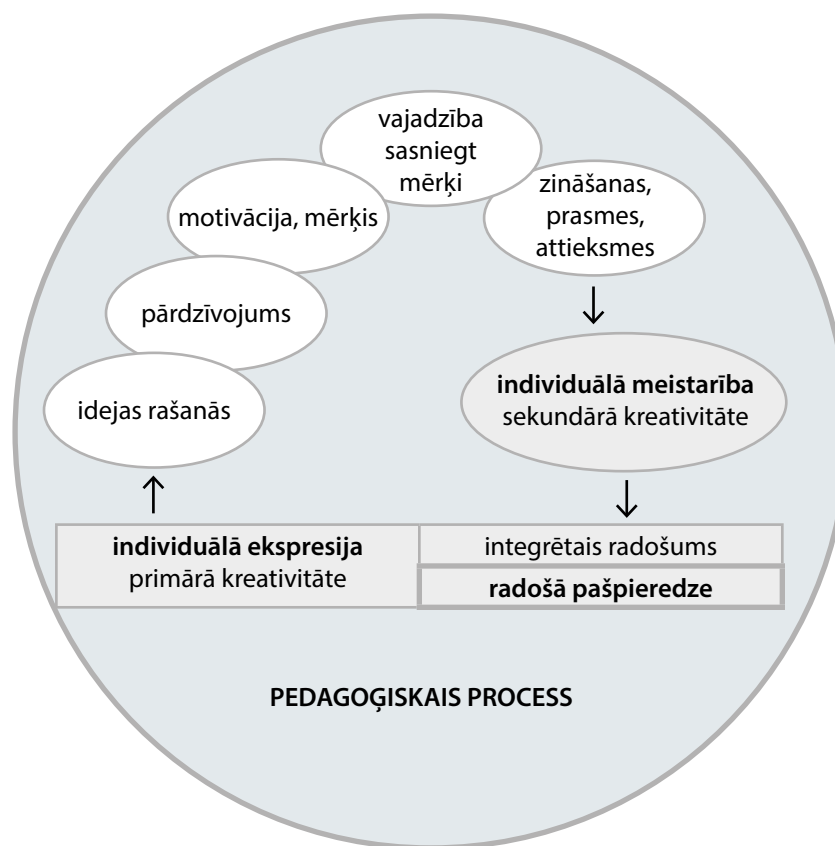 vajadzība
sasniegt
mērķi
motivācija, mērķis
zināšanas,
prasmes,
attieksmes
pārdzīvojums
idejas rašanās
individuālā meistarība
sekundārā kreativitāte
individuālā ekspresija
primārā kreativitāte
integrētais radošums
radošā pašpieredze
PEDAGOĢISKAIS PROCESS